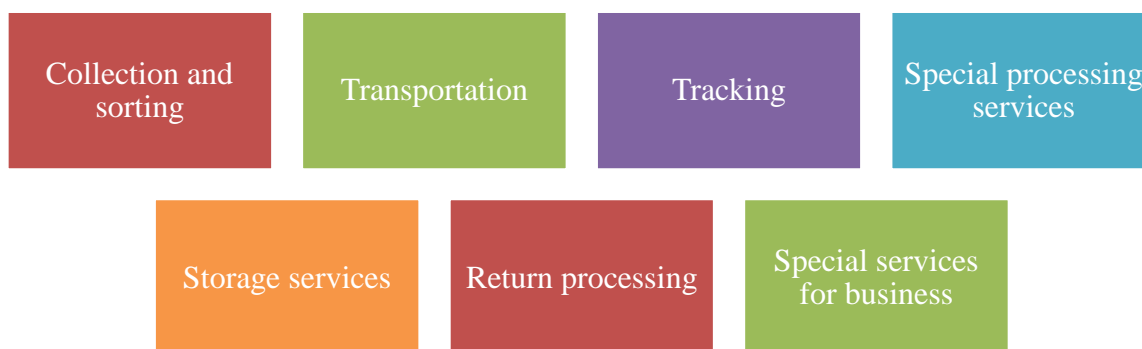 Collection and
sorting
Transportation
Tracking
Special processing
services
Storage services
Return processing
Special services
for business